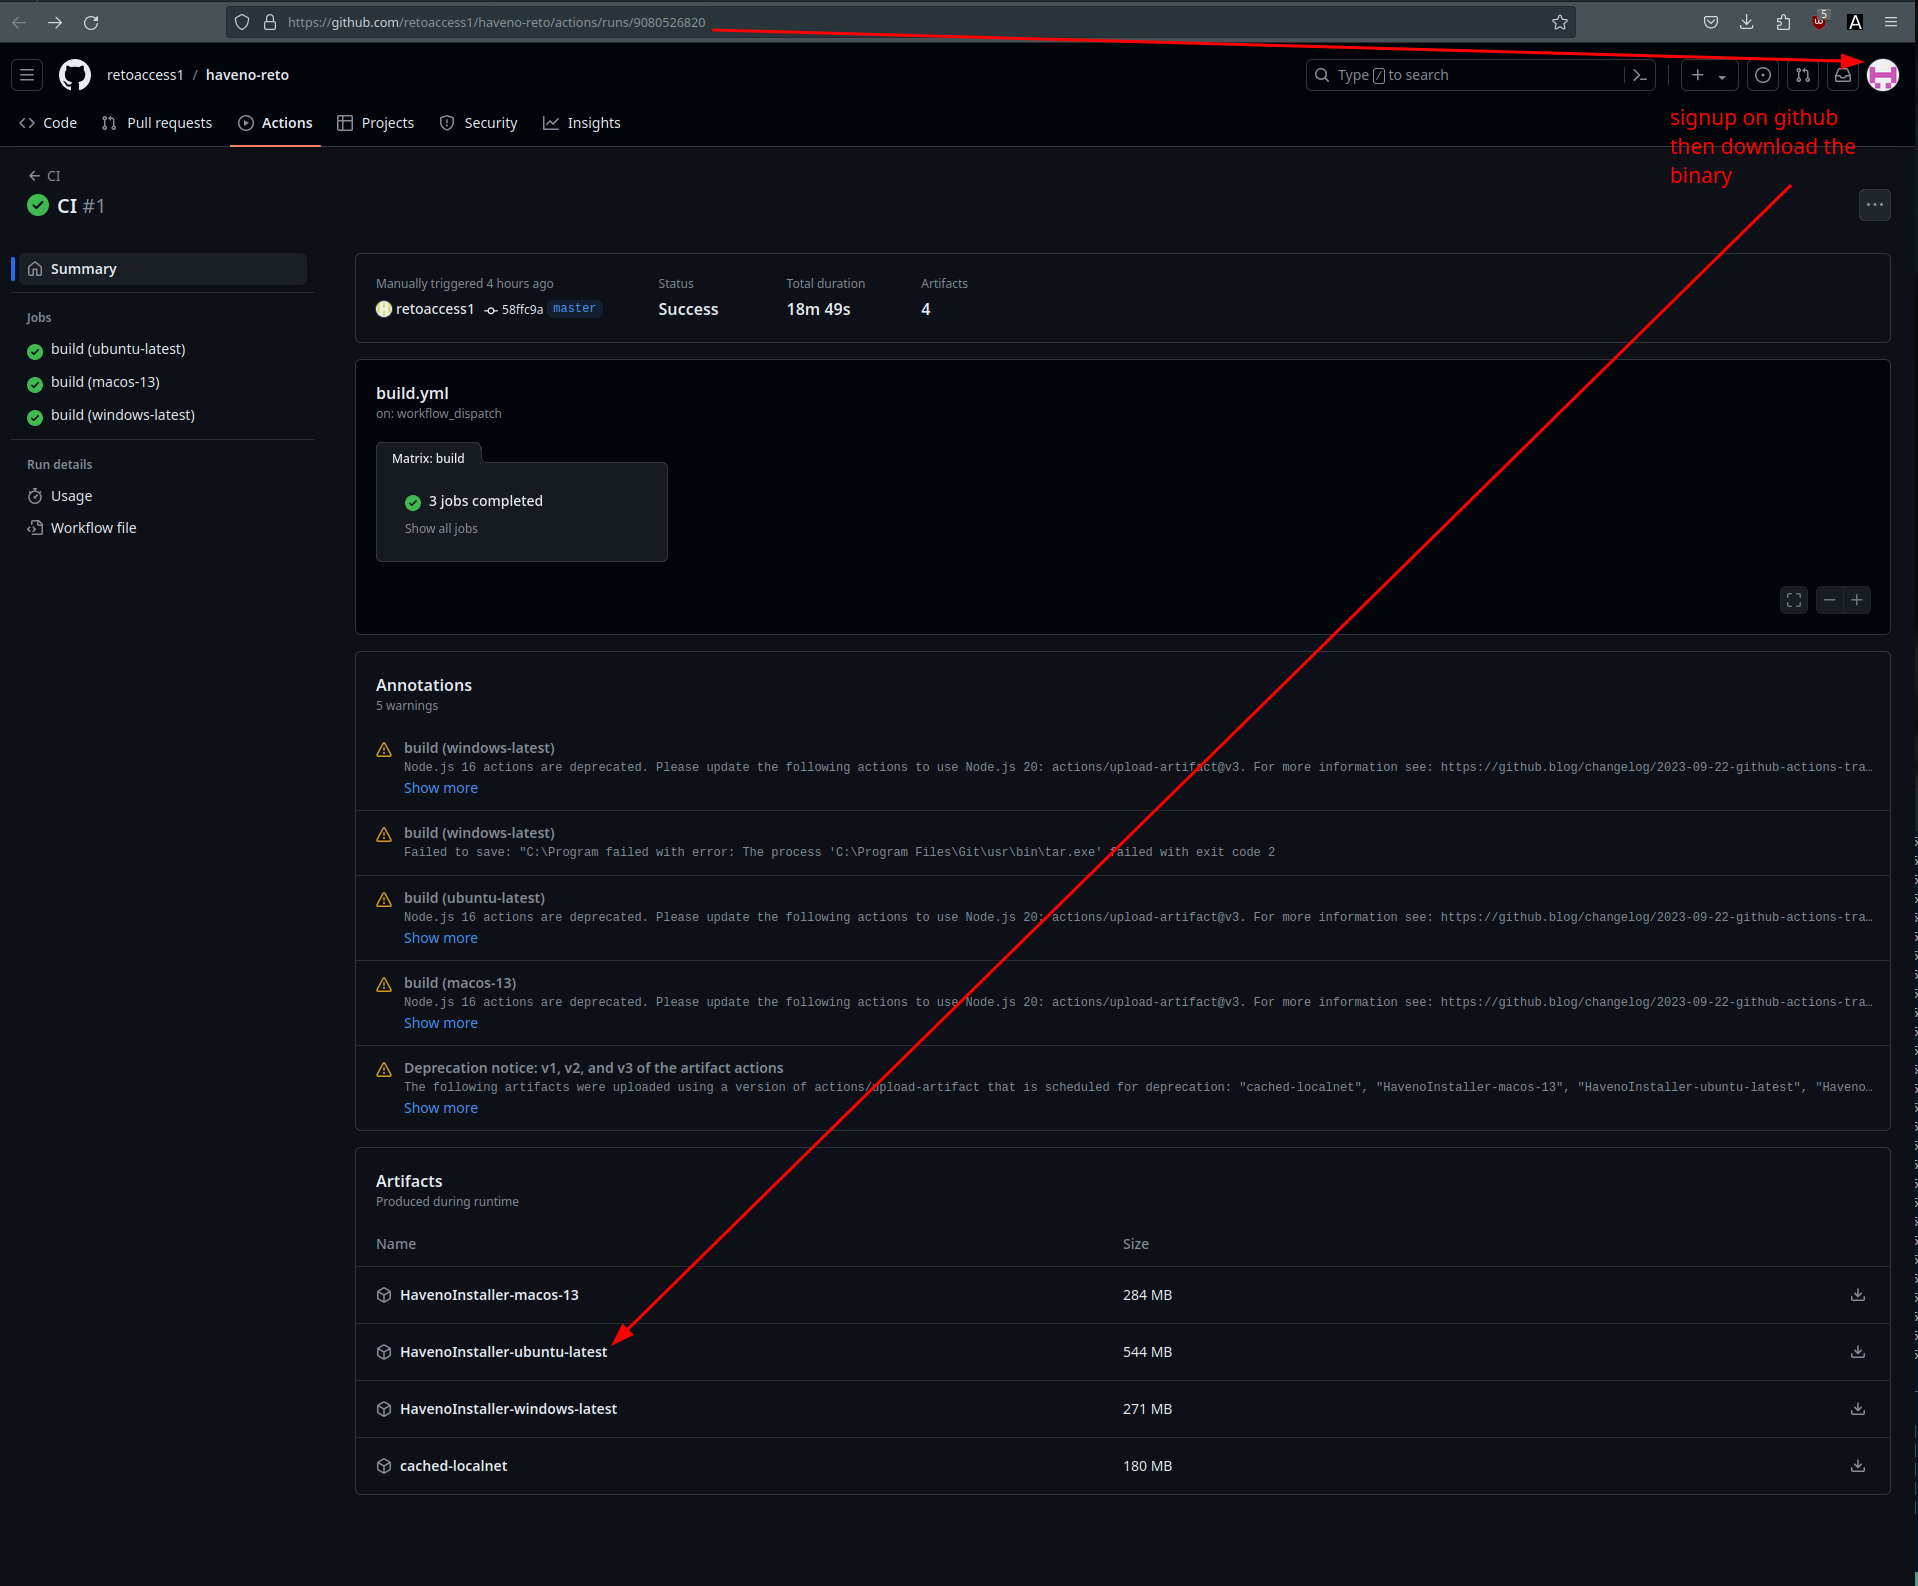 https://github.com/retoaccess1/haveno-reto/actions/runs/9080526820
5
A
retoaccess1 / haveno-reto
Type / to search
Code
Pull requests
Actions
Projects
Security
Insights
signup on github
then download the
binary
← CI
CI #1
Summary
Jobs
build (ubuntu-latest)
build (macos-13)
build (windows-latest)
Run details
Usage
Workflow file
Manually triggered 4 hours ago
retoaccess1 58ffc9a master
Status
Success
Total duration
18m 49s
Artifacts
4
build.yml
on: workflow_dispatch
Matrix: build
3 jobs completed
Show all jobs
Annotations
5 warnings
build (windows-latest)
Node.js 16 actions are deprecated. Please update the following actions to use Node.js 20: actions/upload-artifact@v3. For more information see: https://github.blog/changelog/2023-09-22-github-actions-tra…
Show more
build (windows-latest)
Failed to save: "C:\Program failed with error: The process 'C:\Program Files\Git\usr\bin\tar.exe' failed with exit code 2
build (ubuntu-latest)
Node.js 16 actions are deprecated. Please update the following actions to use Node.js 20: actions/upload-artifact@v3. For more information see: https://github.blog/changelog/2023-09-22-github-actions-tra…
Show more
build (macos-13)
Node.js 16 actions are deprecated. Please update the following actions to use Node.js 20: actions/upload-artifact@v3. For more information see: https://github.blog/changelog/2023-09-22-github-actions-tra…
Show more
Deprecation notice: v1, v2, and v3 of the artifact actions
The following artifacts were uploaded using a version of actions/upload-artifact that is scheduled for deprecation: "cached-localnet", "HavenoInstaller-macos-13", "HavenoInstaller-ubuntu-latest", "Haveno…
Show more
Artifacts
Produced during runtime
Name Size
HavenoInstaller-macos-13 284 MB
HavenoInstaller-ubuntu-latest 544 MB
HavenoInstaller-windows-latest 271 MB
cached-localnet 180 MB